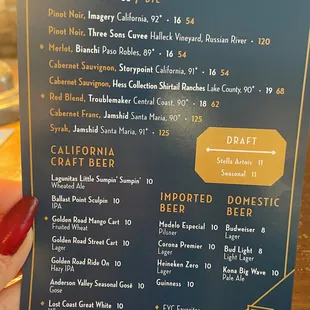 Pinot Noir, Imagery California, 92* • 16 54
Pinot Noir, Three Sons Cuvee Halleck Vineyard, Russian River • 120
Merlot, Bianchi Paso Robles, 89* • 16 54
Cabernet Sauvignon, Storypoint California, 91* • 16 54
Cabernet Sauvignon, Hess Collection Shirtail Ranches Lake County, 90* • 19 68
Red Blend, Troublemaker Central Coast, 90* • 18 62
Cabernet Franc, Jamshid Santa Maria, 90* • 125
Syrah, Jamshid Santa Maria, 91* • 125
DRAFT
Stella Artois 11
Seasonal 11
CALIFORNIA
CRAFT BEER
Lagunitas Little Sumpin' Sumpin' 10
Wheated Ale
Ballast Point Sculpin 10
IPA
Golden Road Mango Cart 10
Fruited Wheat
Golden Road Street Cart 10
Lager
Golden Road Ride On 10
Hazy IPA
Anderson Valley Seasonal Gosé 10
Gose
Lost Coast Great White 10
IMPORTED
BEER
Modelo Especial 10
Pilsner
Corona Premier 10
Lager
Heineken Zero 10
Lager
Guinness 10
DOMESTIC
BEER
Budweiser 8
Lager
Bud Light 8
Light Lager
Kona Big Wave 10
Pale Ale